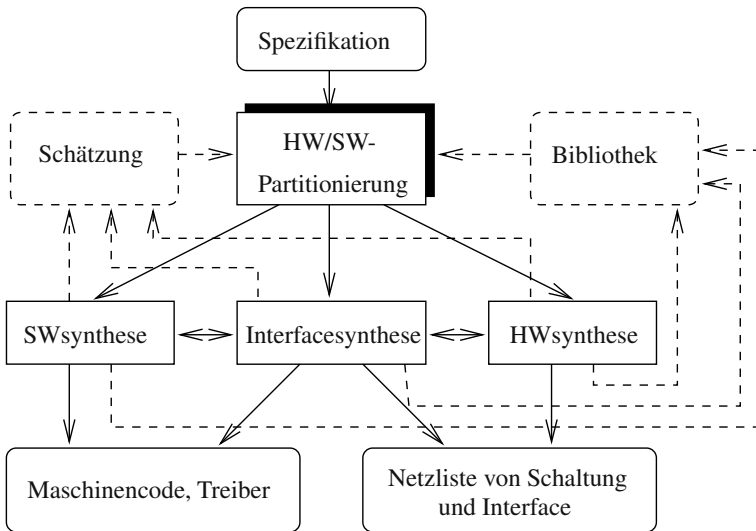 Spezifikation
Schätzung
HW/SW-
Partitionierung
Bibliothek
SWsynthese
Interfacesynthese
HWsynthese
Maschinencode, Treiber
Netzliste von Schaltung
und Interface